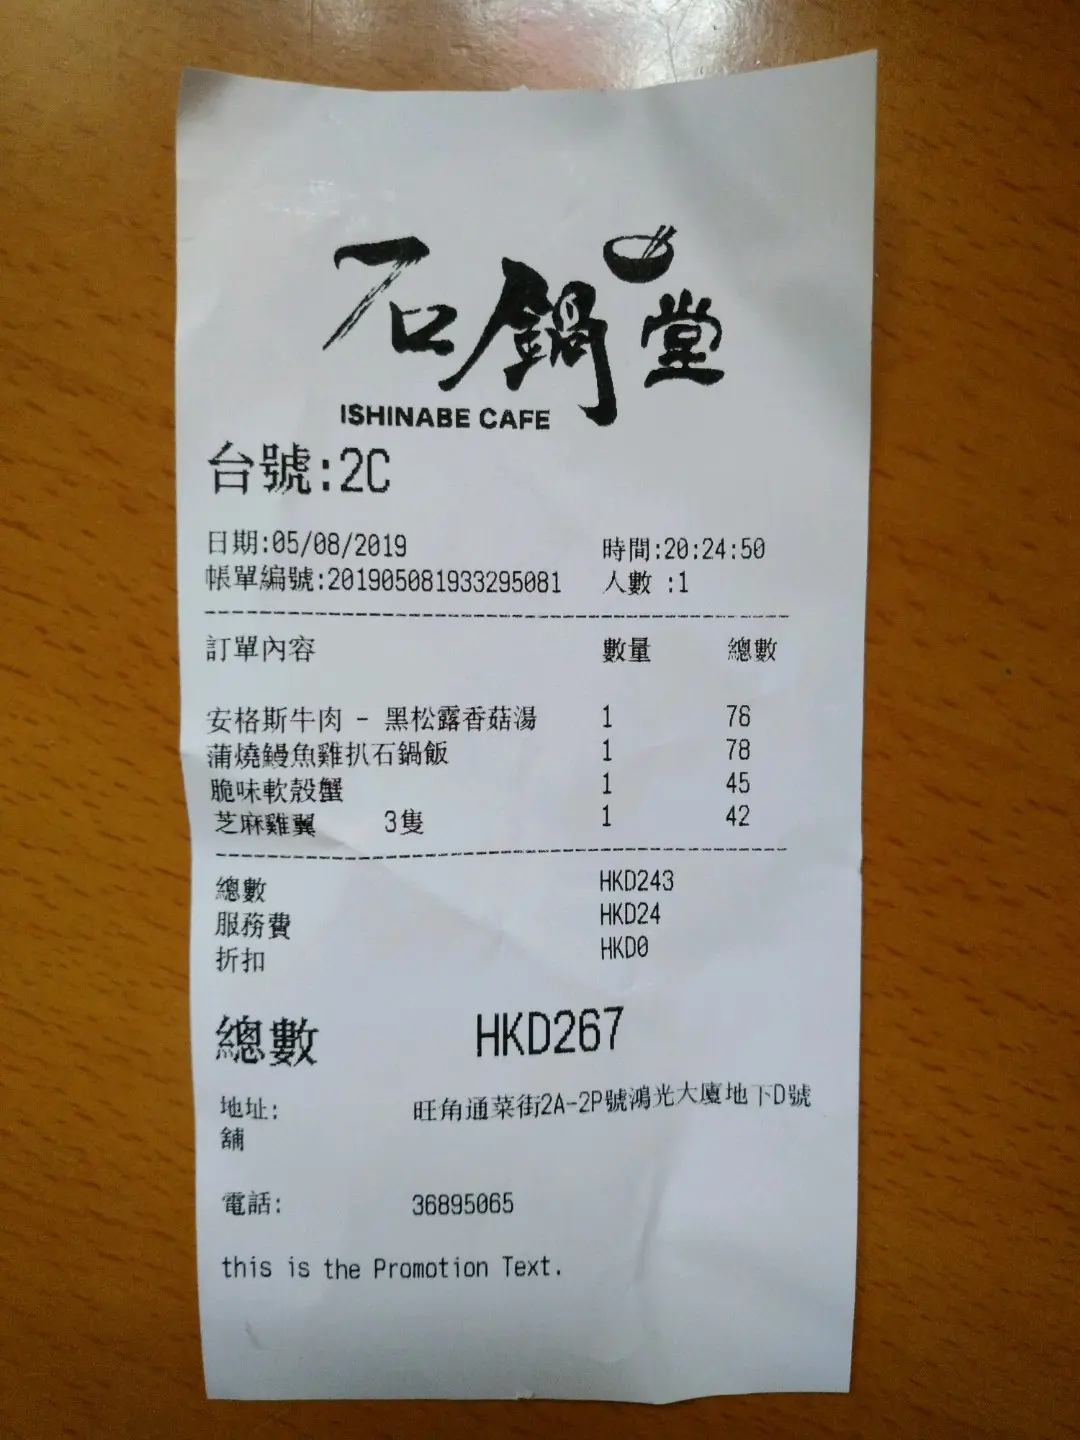 石鍋堂
ISHINABE CAFE
台號:2C
日期:05/08/2019 時間:20:24:50
帳單編號:201905081933295081 人數 :1
訂單內容 數量 總數
安格斯牛肉 - 黑松露香菇湯 1 76
蒲燒鰻魚雞扒石鍋飯 1 78
脆味軟殼蟹 1 45
芝麻雞翼 3隻 1 42
總數 HKD243
服務費 HKD24
折扣 HKD0
總數 HKD267
地址: 旺角通菜街2A-2P號鴻光大廈地下D號
舖
電話: 36895065
this is the Promotion Text.